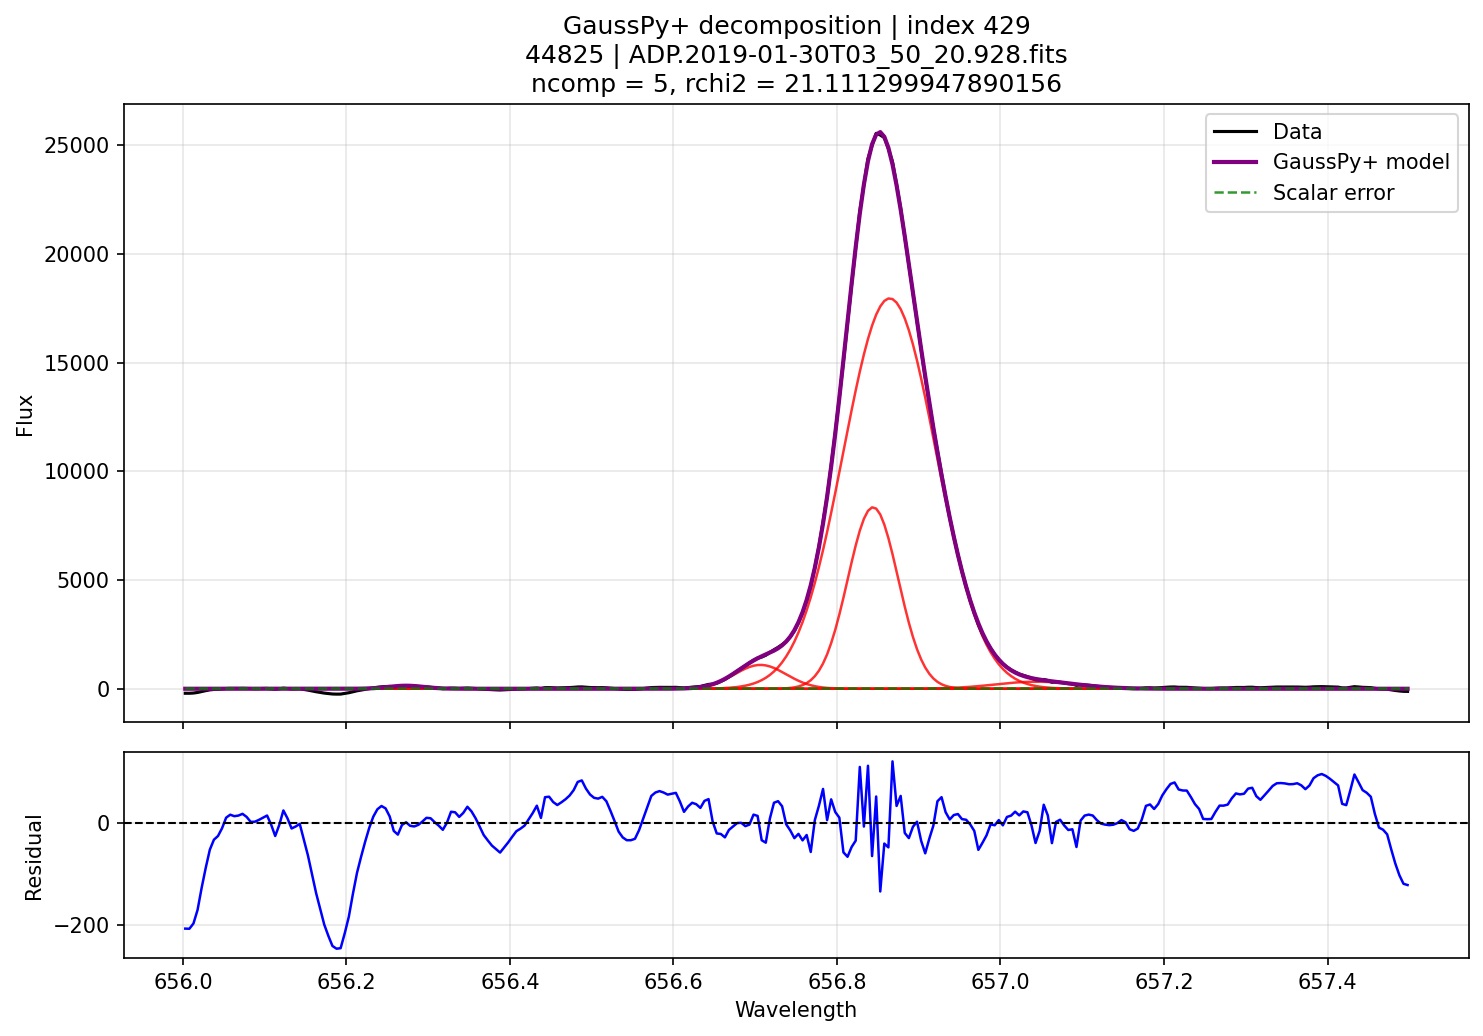 GaussPy+ decomposition | index 429
44825 | ADP.2019-01-30T03_50_20.928.fits
ncomp = 5, rchi2 = 21.111299947890156
Data
GaussPy+ model
Scalar error
25000
20000
15000
10000
5000
0
Flux
0
−200
Residual
656.0 656.2 656.4 656.6 656.8 657.0 657.2 657.4
Wavelength